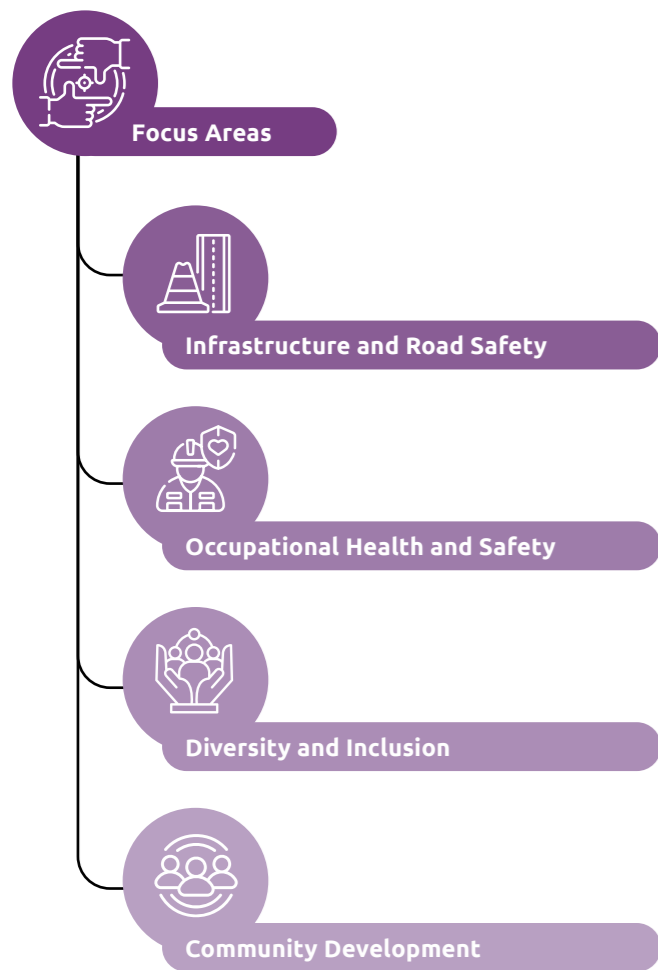 Focus Areas
Infrastructure and Road Safety
Occupational Health and Safety
Diversity and Inclusion
Community Development